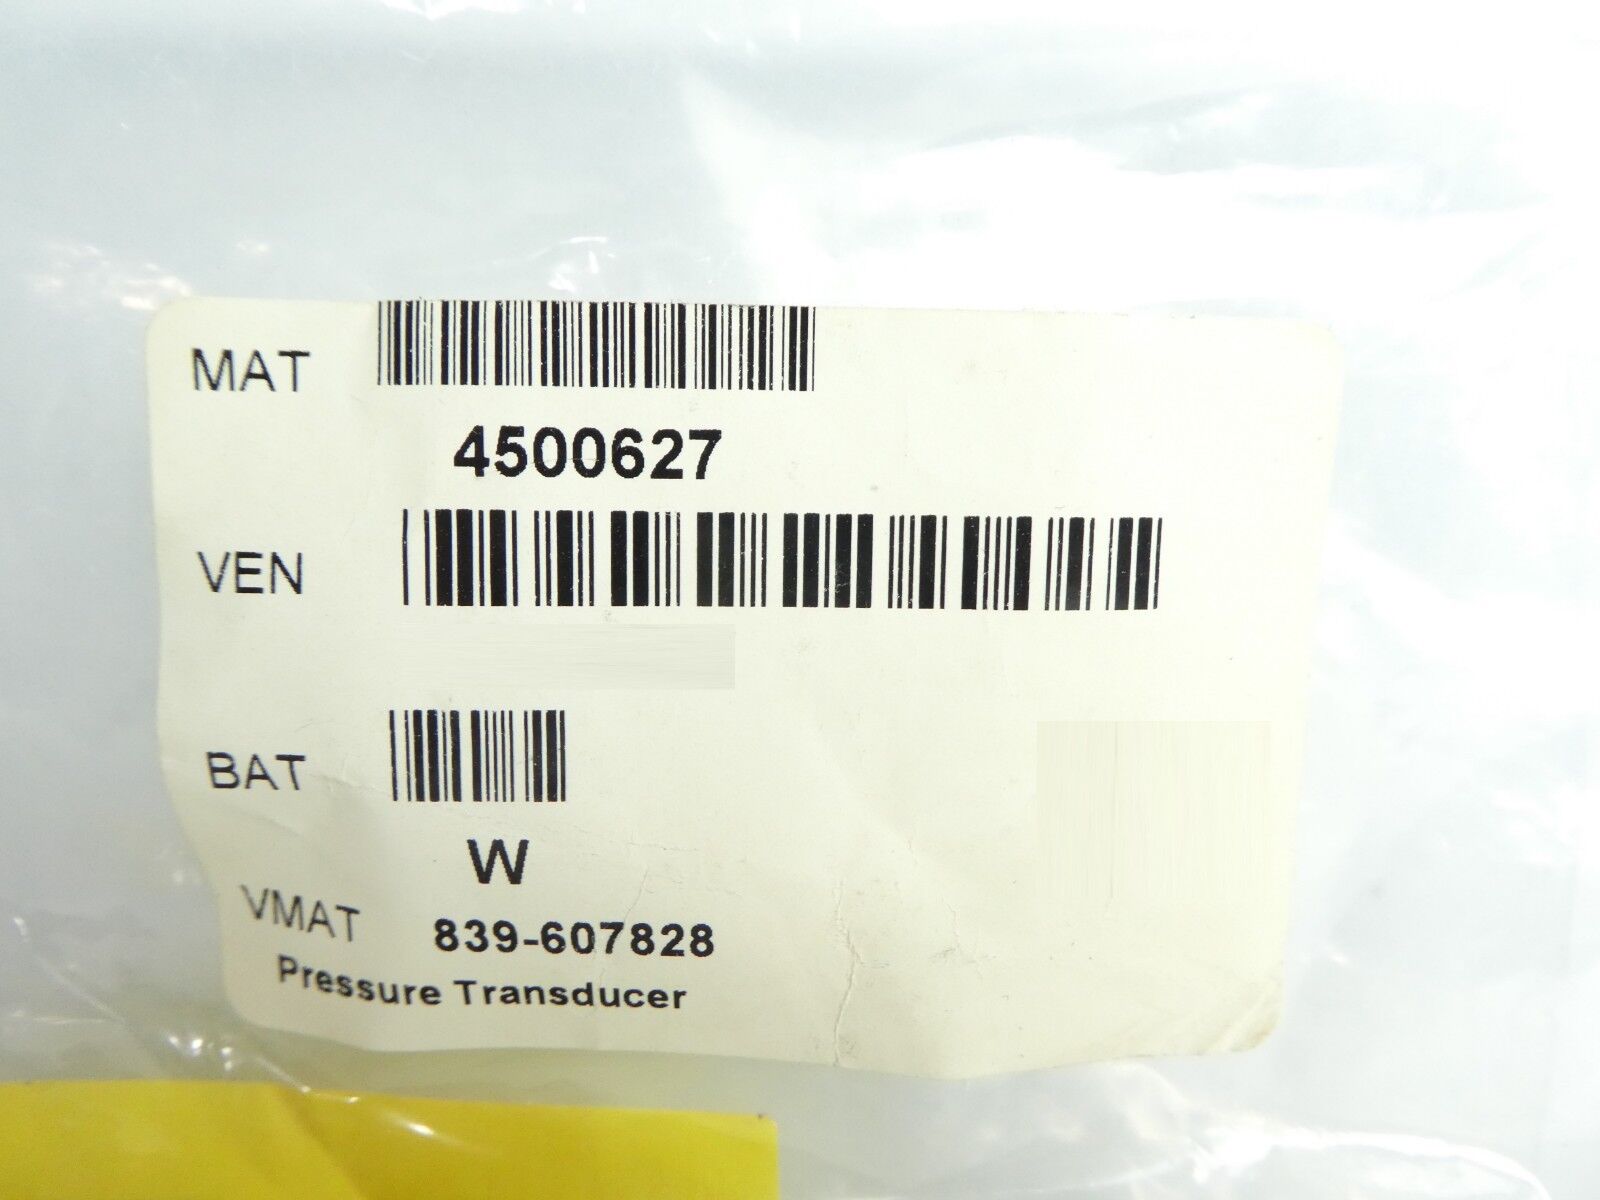 MAT
4500627
VEN
BAT
W
VMAT 839-607828
Pressure Transducer